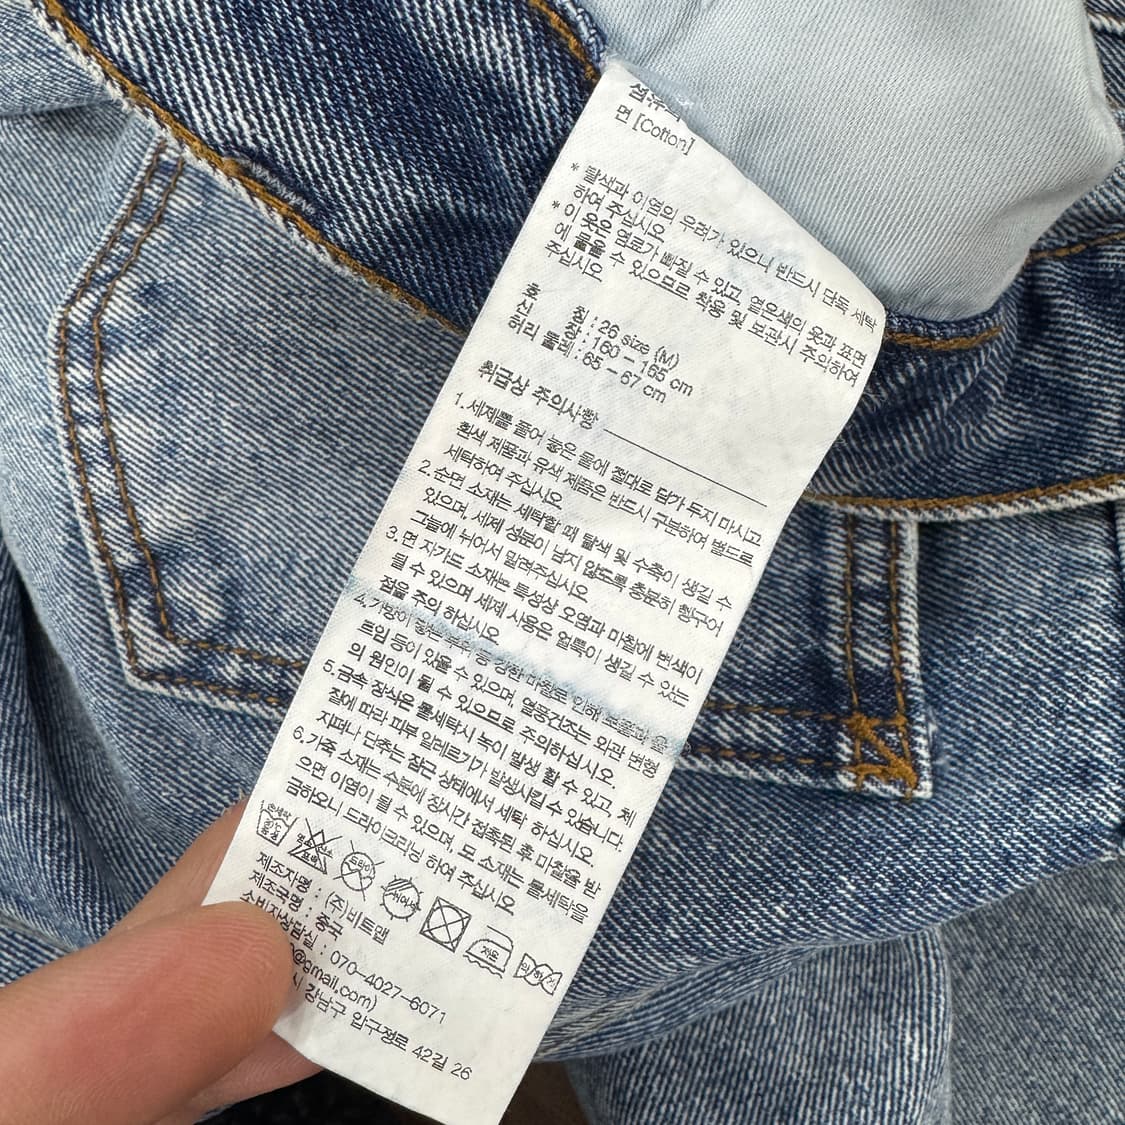 면 [Cotton]
* 탈색과 이염의 우려가 있으니 반드시 단독 세탁
하여 주십시오
* 이 옷은 염료가 빠질 수 있고, 옅은색의 옷과 표면
에 물들 수 있으므로 착용 및 보관시 주의하여
주십시오
호 칭 : 26 size (M)
신 장 : 160 - 165 cm
허리 둘레 : 65 - 67 cm
취급상 주의사항
1. 세제를 풀어 놓은 물에 절대로 담가 두지 마시고
흰색 제품과 유색 제품은 반드시 구분하여 별도로
세탁하여 주십시오
2. 순면 소재는 세탁할 때 탈색 및 수축이 생길 수
있으며, 세제 성분이 남지 않도록 충분히 헹구어
그늘에 뉘어서 말려주십시오
3. 면 자가드 소재는 특성상 오염과 마찰에 변색이
될 수 있으며 세제 사용은 얼룩이 생길 수 있는
점을 주의 하십시오
4. 가방이 닿는 부위 등 강한 마찰로 인해 보풀과 올
트임 등이 있을 수 있으며, 열풍건조는 외관 변형
의 원인이 될 수 있으므로 주의하십시오.
5. 금속 장식은 물세탁시 녹이 발생 할 수 있고, 체
질에 따라 피부 알레르기가 발생시킬 수 있습니다.
지퍼나 단추는 잠근 상태에서 세탁 하십시오
6. 가죽 소재는 수분에 장시가 접촉된 후 마찰을 받
으면 이염이 될 수 있으며, 모 소재는 물세탁을
금하오니 드라이크리닝 하여 주십시오
손세탁
드라이
저온
제조자명 : (주)비트맵
제조국명 : 중국
소비자상담실 : 070-4027-6071
@gmail.com)
시 강남구 압구정로 42길 26